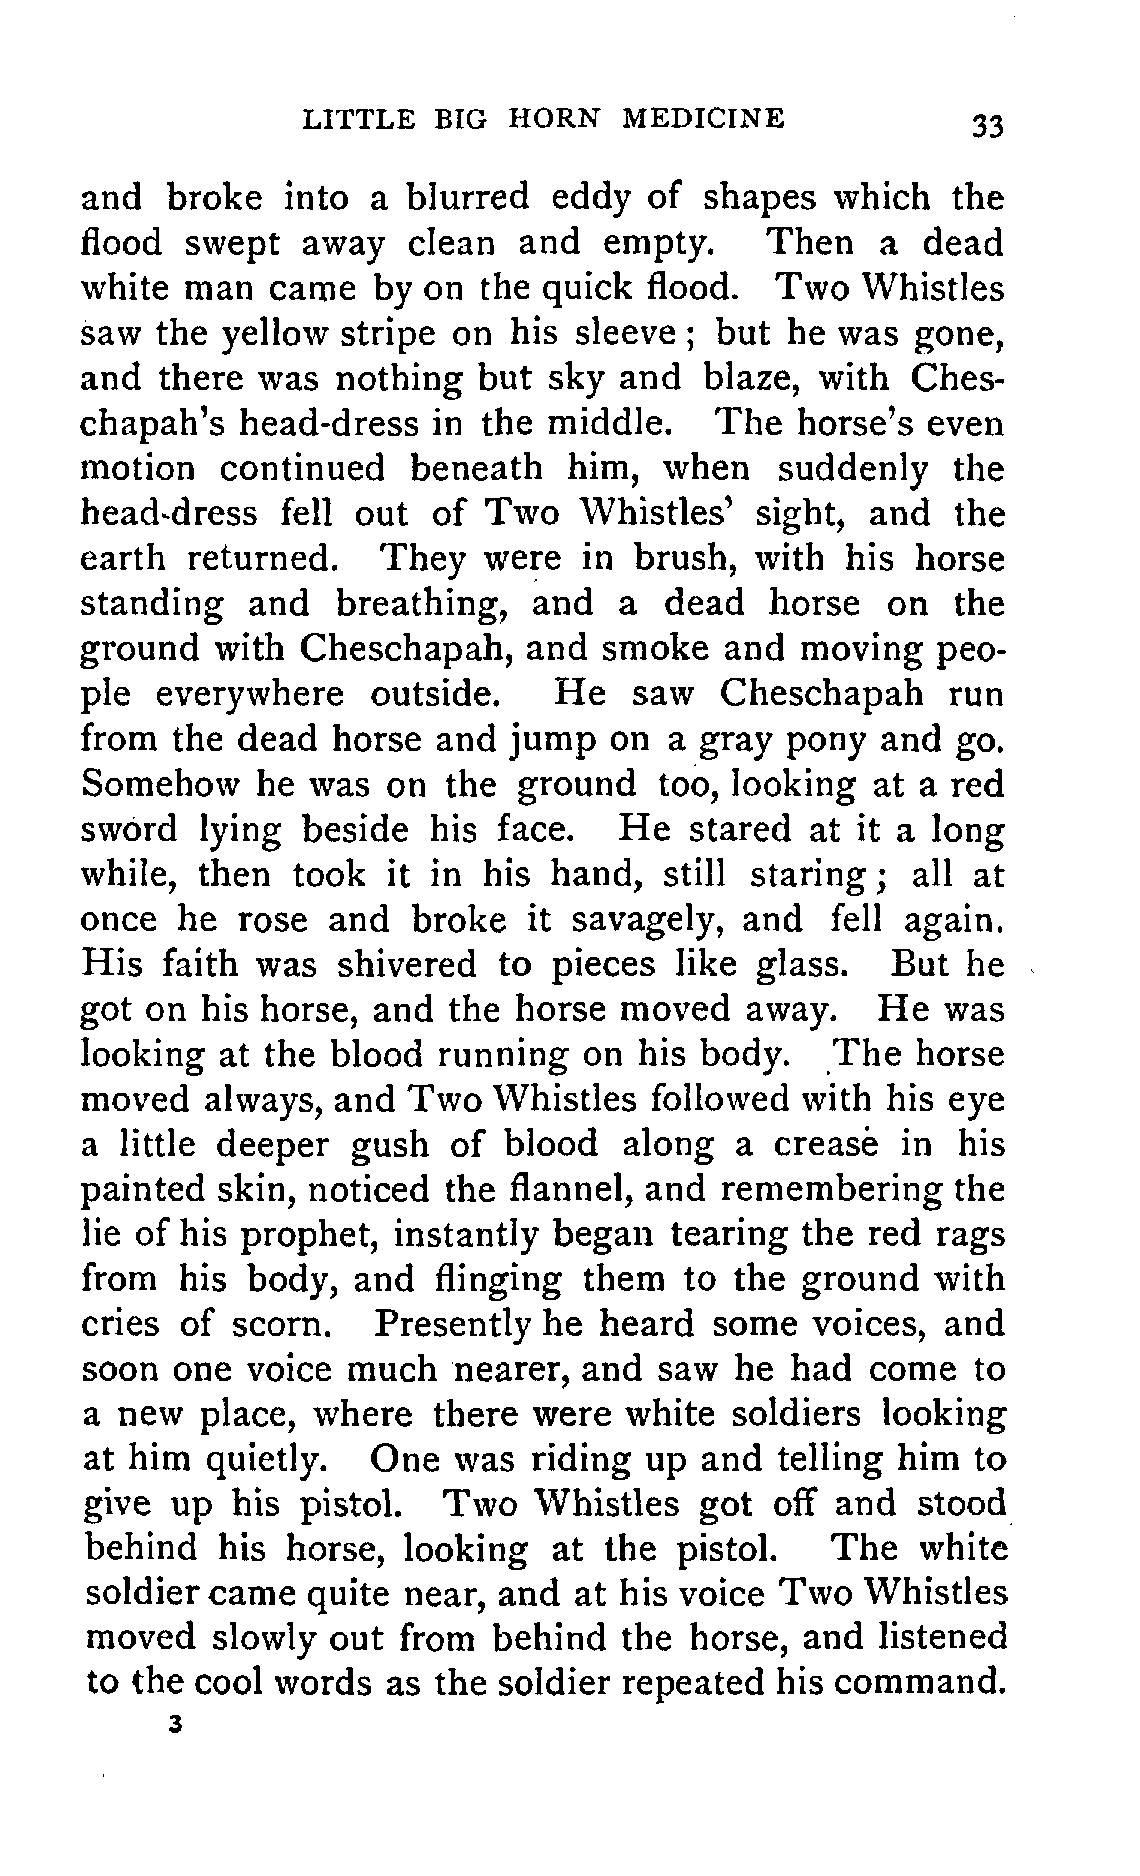 LITTLE BIG HORN MEDICINE 33
and broke into a blurred eddy of shapes which the
flood swept away clean and empty. Then a dead
white man came by on the quick flood. Two Whistles
saw the yellow stripe on his sleeve; but he was gone,
and there was nothing but sky and blaze, with Ches-
chapah's head-dress in the middle. The horse's even
motion continued beneath him, when suddenly the
head-dress fell out of Two Whistles' sight, and the
earth returned. They were in brush, with his horse
standing and breathing, and a dead horse on the
ground with Cheschapah, and smoke and moving peo-
ple everywhere outside. He saw Cheschapah run
from the dead horse and jump on a gray pony and go.
Somehow he was on the ground too, looking at a red
sword lying beside his face. He stared at it a long
while, then took it in his hand, still staring; all at
once he rose and broke it savagely, and fell again.
His faith was shivered to pieces like glass. But he
got on his horse, and the horse moved away. He was
looking at the blood running on his body. The horse
moved always, and Two Whistles followed with his eye
a little deeper gush of blood along a crease in his
painted skin, noticed the flannel, and remembering the
lie of his prophet, instantly began tearing the red rags
from his body, and flinging them to the ground with
cries of scorn. Presently he heard some voices, and
soon one voice much nearer, and saw he had come to
a new place, where there were white soldiers looking
at him quietly. One was riding up and telling him to
give up his pistol. Two Whistles got off and stood
behind his horse, looking at the pistol. The white
soldier came quite near, and at his voice Two Whistles
moved slowly out from behind the horse, and listened
to the cool words as the soldier repeated his command.
3